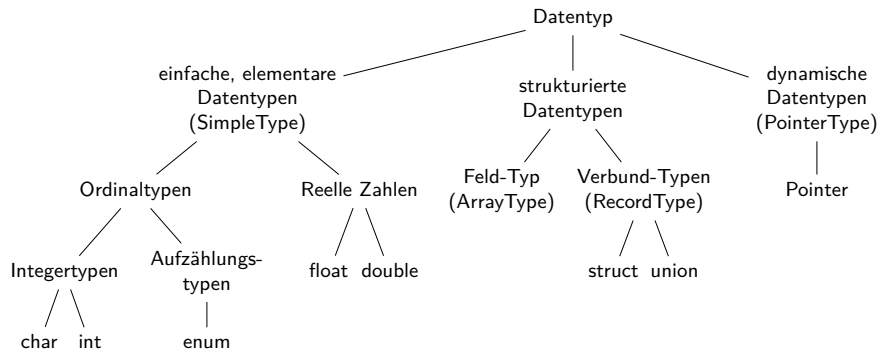 Datentyp
einfache, elementare
Datentypen
(SimpleType)
strukturierte
Datentypen
dynamische
Datentypen
(PointerType)
Ordinaltypen
Reelle Zahlen
Feld-Typ
(ArrayType)
Verbund-Typen
(RecordType)
Pointer
Integertypen
Aufzählungs-
typen
float double
struct union
char int
enum